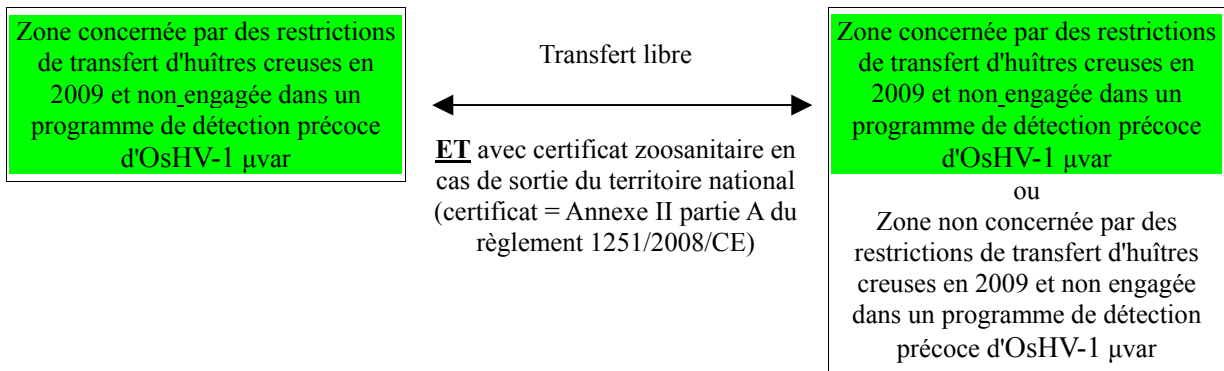 Zone concernée par des restrictions
de transfert d'huîtres creuses en
2009 et non engagée dans un
programme de détection précoce
d'OsHV-1 μvar
Transfert libre
ET avec certificat zoosanitaire en
cas de sortie du territoire national
(certificat = Annexe II partie A du
règlement 1251/2008/CE)
Zone concernée par des restrictions
de transfert d'huîtres creuses en
2009 et non engagée dans un
programme de détection précoce
d'OsHV-1 μvar
ou
Zone non concernée par des
restrictions de transfert d'huîtres
creuses en 2009 et non engagée
dans un programme de détection
précoce d'OsHV-1 μvar